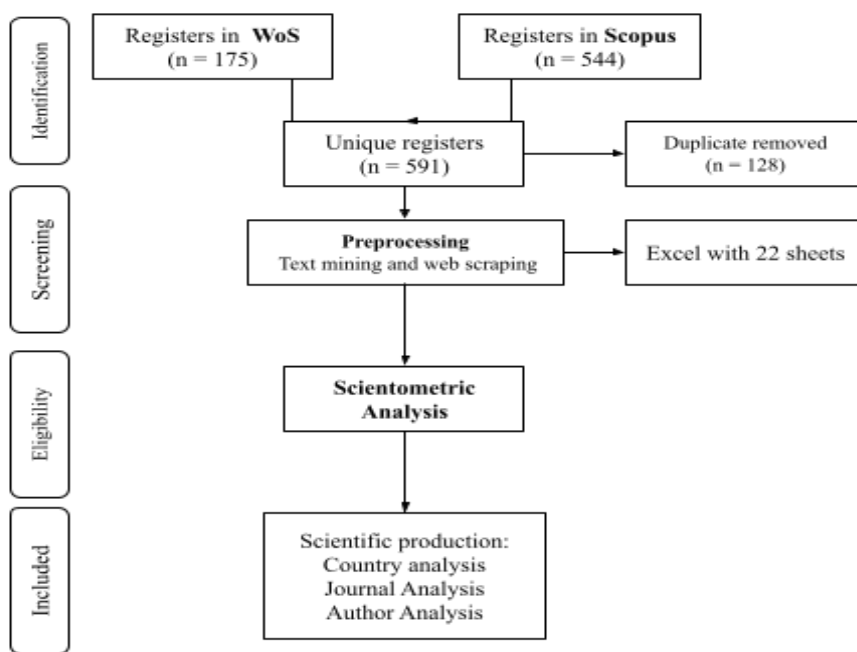 Identification
Registers in WoS
(n = 175)
Registers in Scopus
(n = 544)
Unique registers
(n = 591)
Duplicate removed
(n = 128)
Screening
Preprocessing
Text mining and web scraping
Excel with 22 sheets
Eligibility
Scientometric
Analysis
Included
Scientific production:
Country analysis
Journal Analysis
Author Analysis